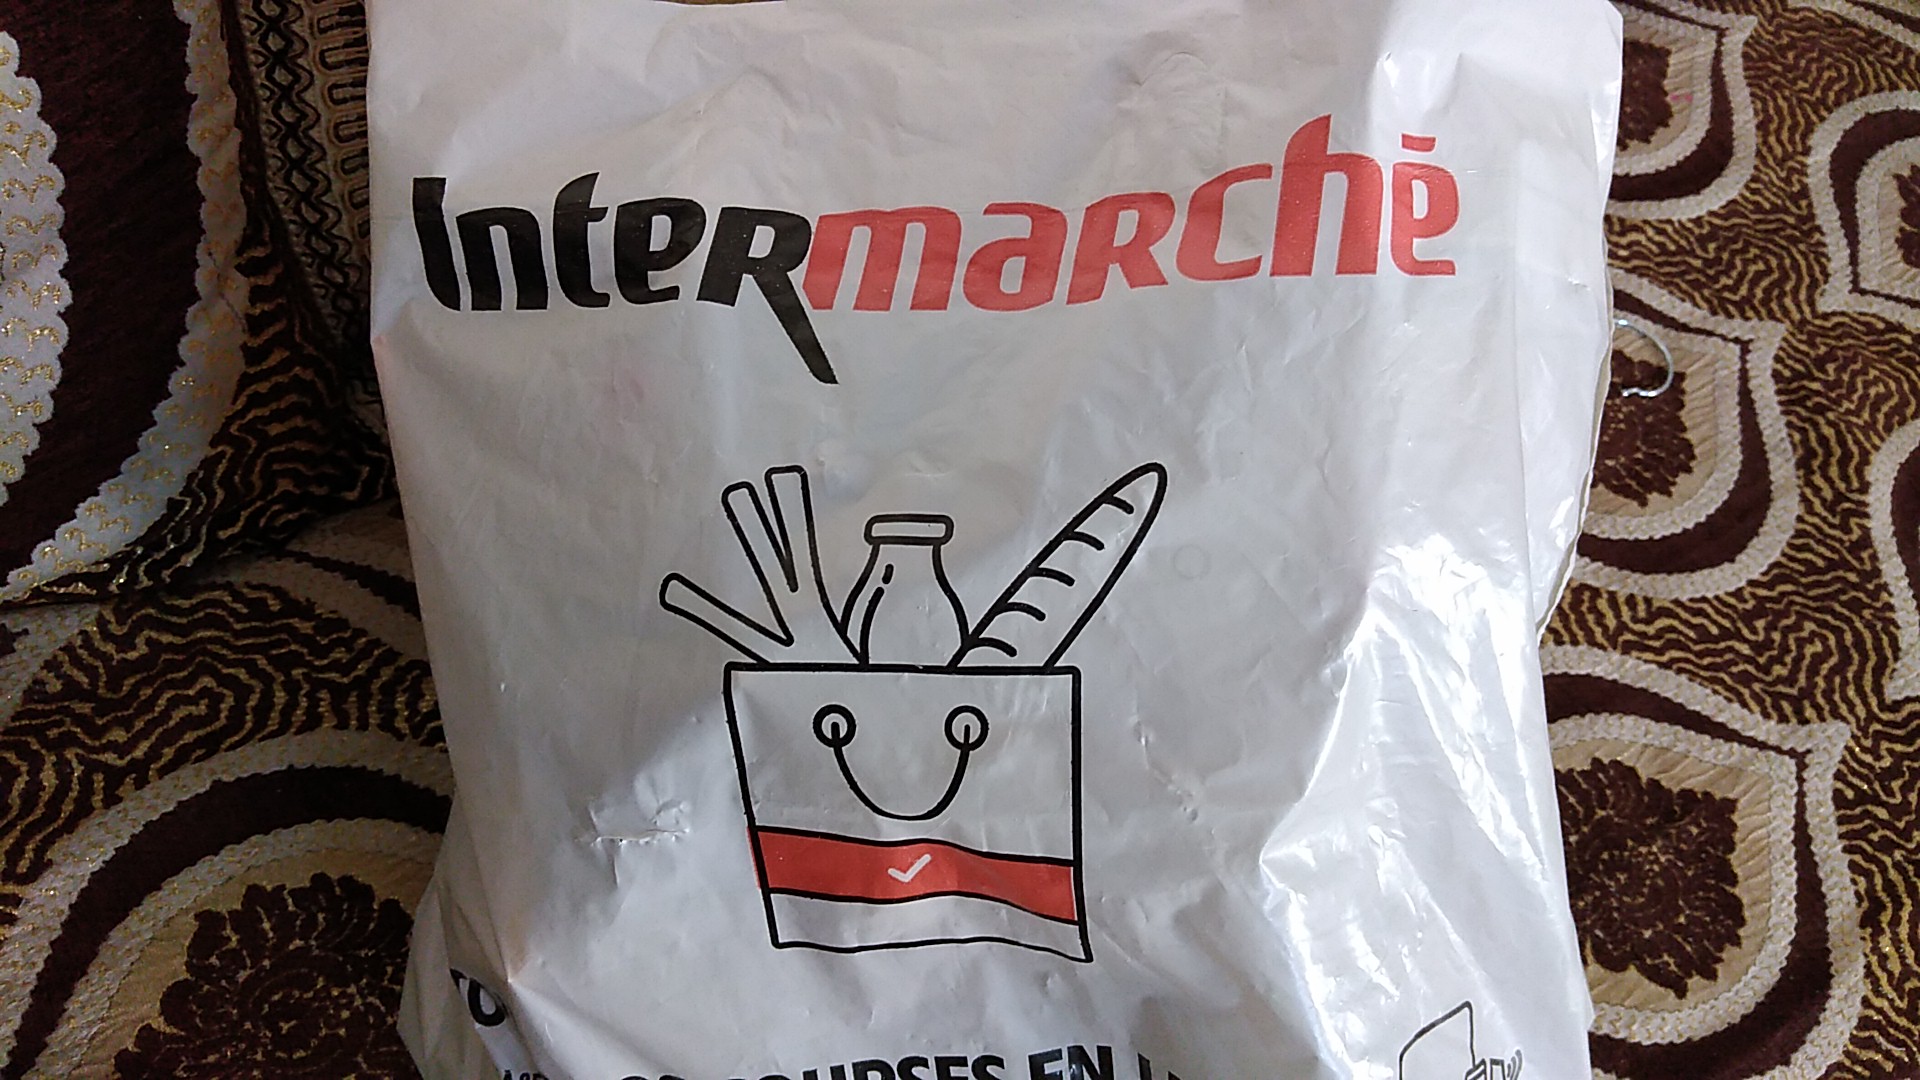 Intermarché
COURSES EN